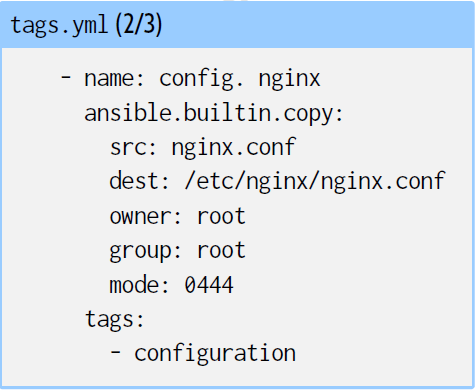 tags.yml (2/3)
- name: config. nginx
ansible.builtin.copy:
src: nginx.conf
dest: /etc/nginx/nginx.conf
owner: root
group: root
mode: 0444
tags:
- configuration